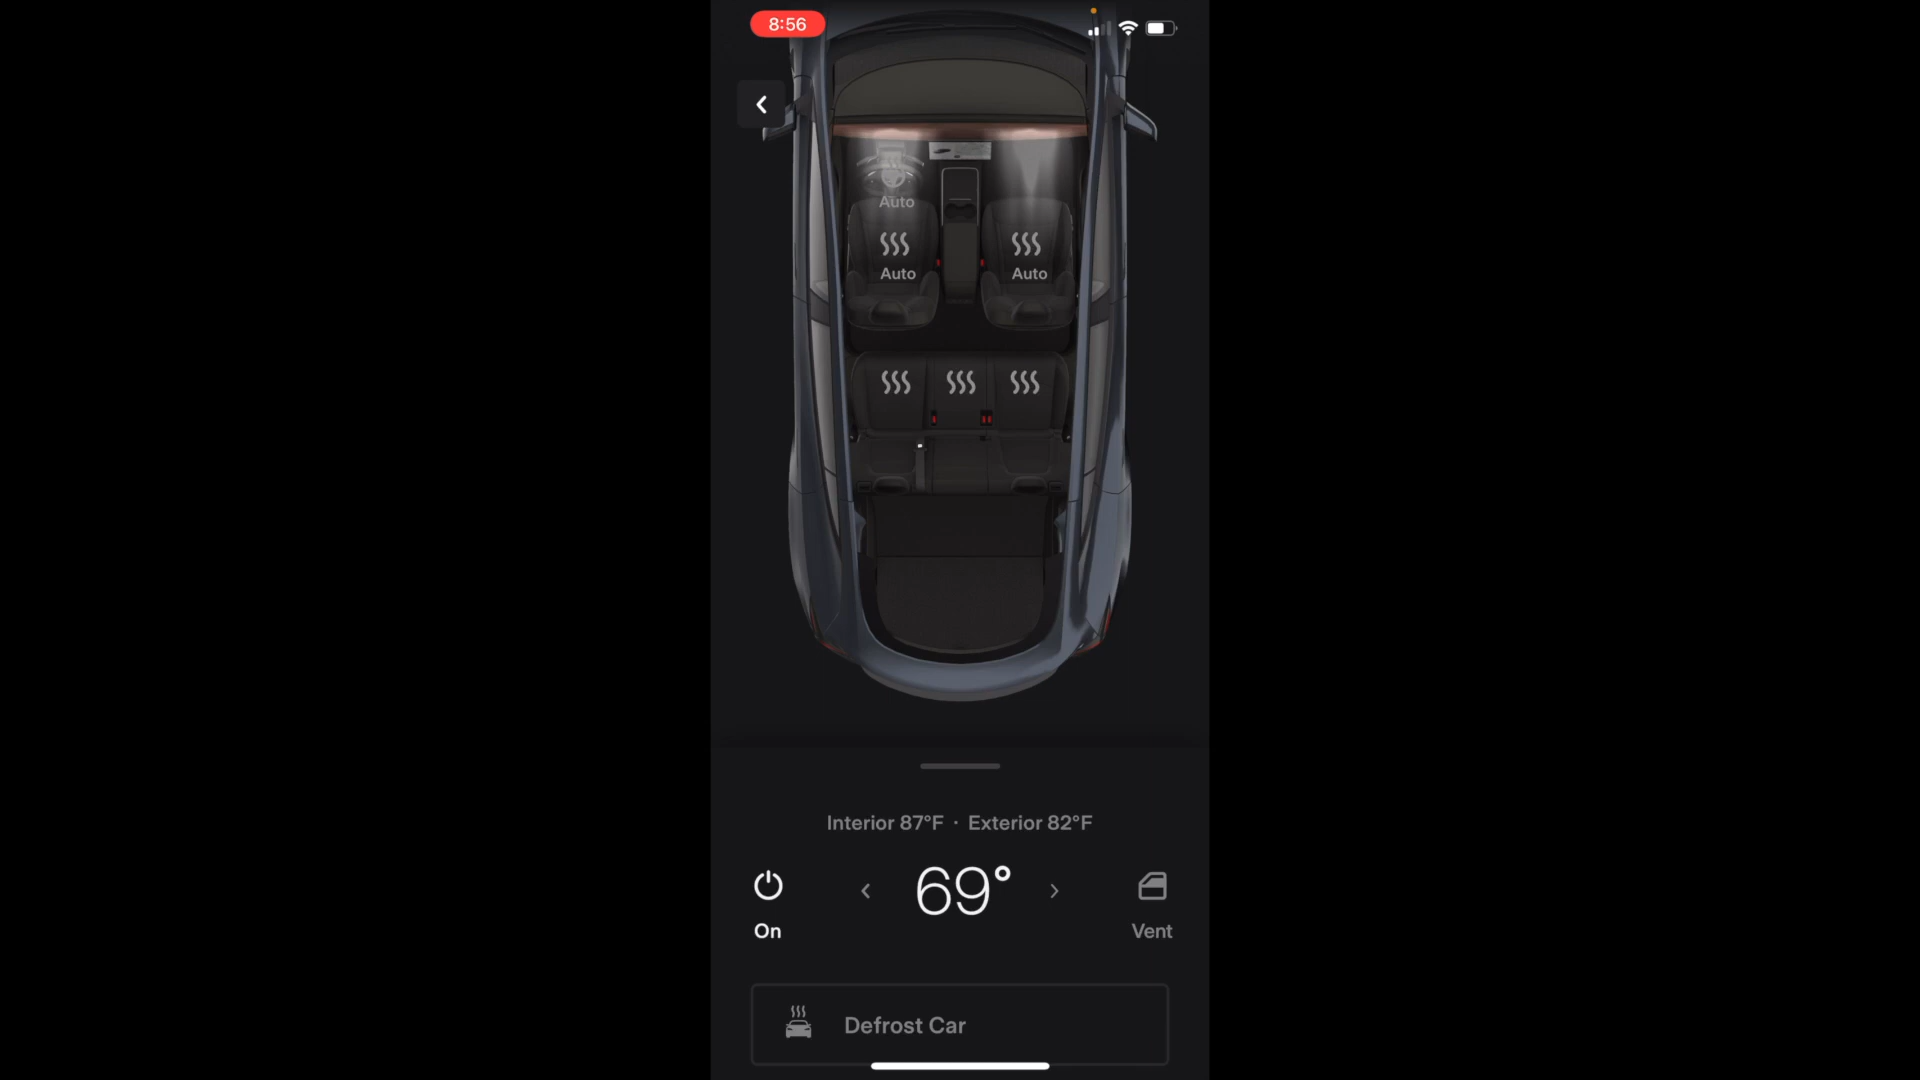 8:56
Auto
Auto Auto
Interior 87°F · Exterior 82°F
69°
On
Vent
Defrost Car